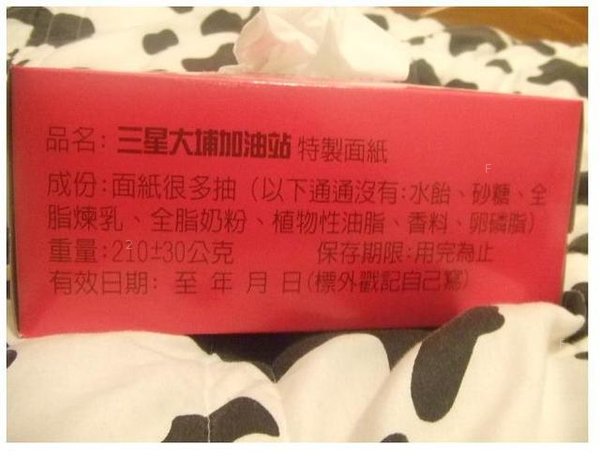 品名: 三星大埔加油站 特製面紙
成份: 面紙很多抽 (以下通通沒有: 水飴、砂糖、全
脂煉乳、全脂奶粉、植物性油脂、香料、卵磷脂)
重量: 210±30公克 保存期限: 用完為止
有效日期: 至 年 月 日(標外戳記自己寫)
F
2